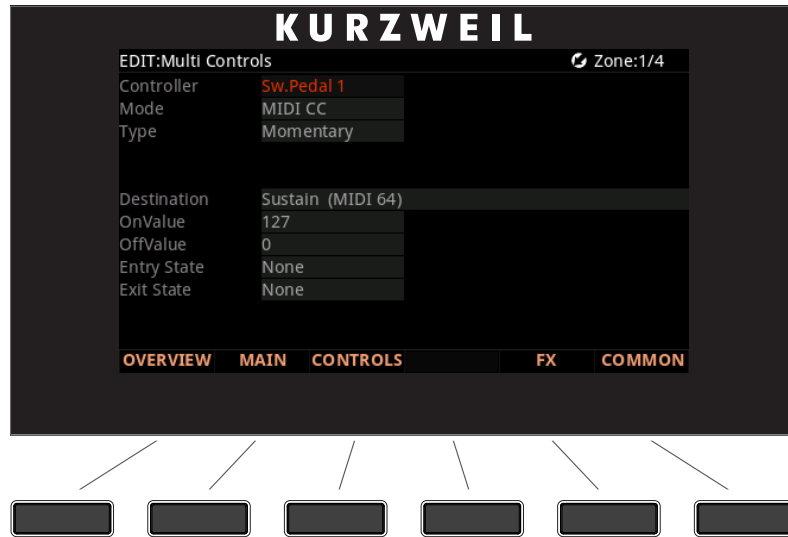 KURZWEIL
EDIT:Multi Controls Zone:1/4
Controller Sw.Pedal 1
Mode MIDI CC
Type Momentary
Destination Sustain (MIDI 64)
OnValue 127
OffValue 0
Entry State None
Exit State None
OVERVIEW MAIN CONTROLS FX COMMON